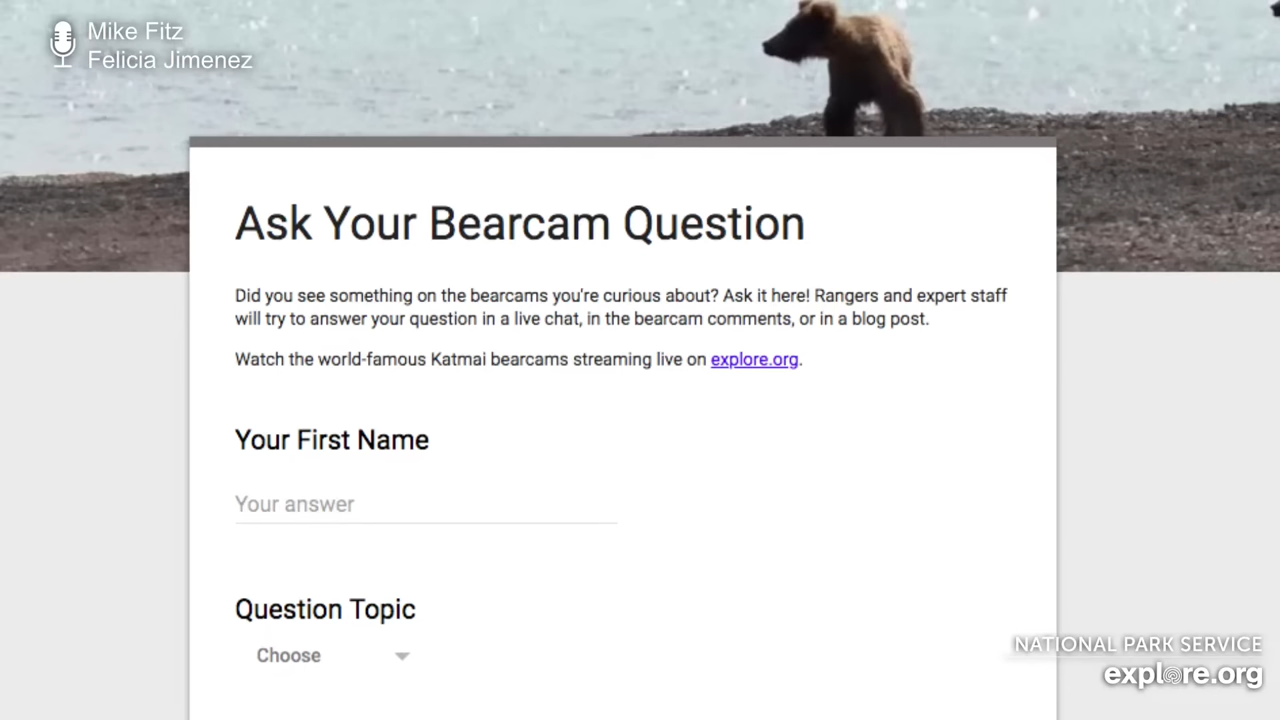 Mike Fitz
Felicia Jimenez
Ask Your Bearcam Question
Did you see something on the bearcams you're curious about? Ask it here! Rangers and expert staff
will try to answer your question in a live chat, in the bearcam comments, or in a blog post.
Watch the world-famous Katmai bearcams streaming live on explore.org.
Your First Name
Your answer
Question Topic
Choose
NATIONAL PARK SERVICE
explore.org